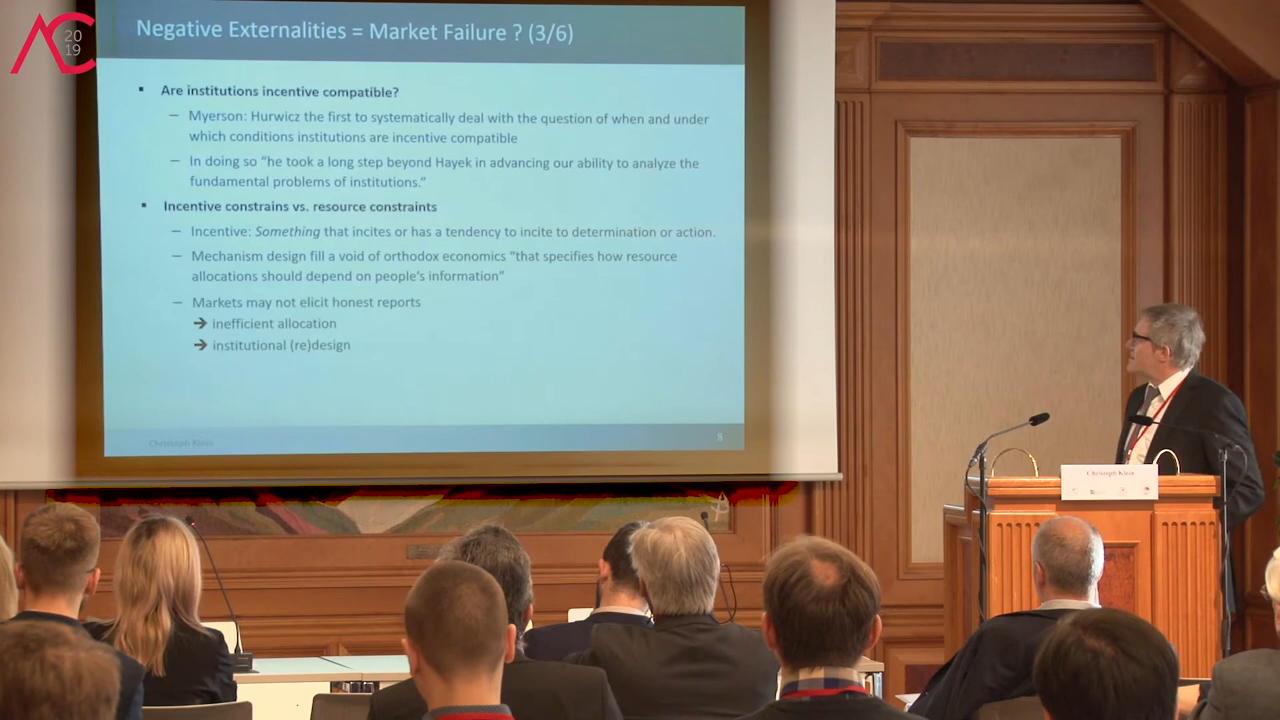 AC
20
19
Negative Externalities = Market Failure ? (3/6)
▪ Are institutions incentive compatible?
– Myerson: Hurwicz the first to systematically deal with the question of when and under
which conditions institutions are incentive compatible
– In doing so “he took a long step beyond Hayek in advancing our ability to analyze the
fundamental problems of institutions.”
▪ Incentive constrains vs. resource constraints
– Incentive: Something that incites or has a tendency to incite to determination or action.
– Mechanism design fill a void of orthodox economics “that specifies how resource
allocations should depend on people’s information”
– Markets may not elicit honest reports
→ inefficient allocation
→ institutional (re)design
Christoph Klein
8
Christoph Klein